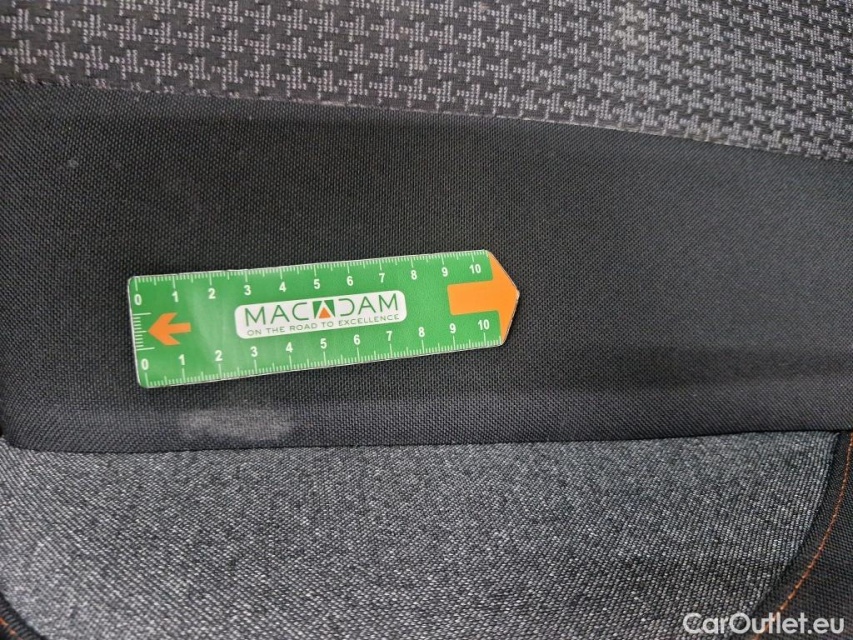 0 1 2 3 4 5 6 7 8 9 10
MACADAM
ON THE ROAD TO EXCELLENCE
0 1 2 3 4 5 6 7 8 9 10
CarOutlet.eu